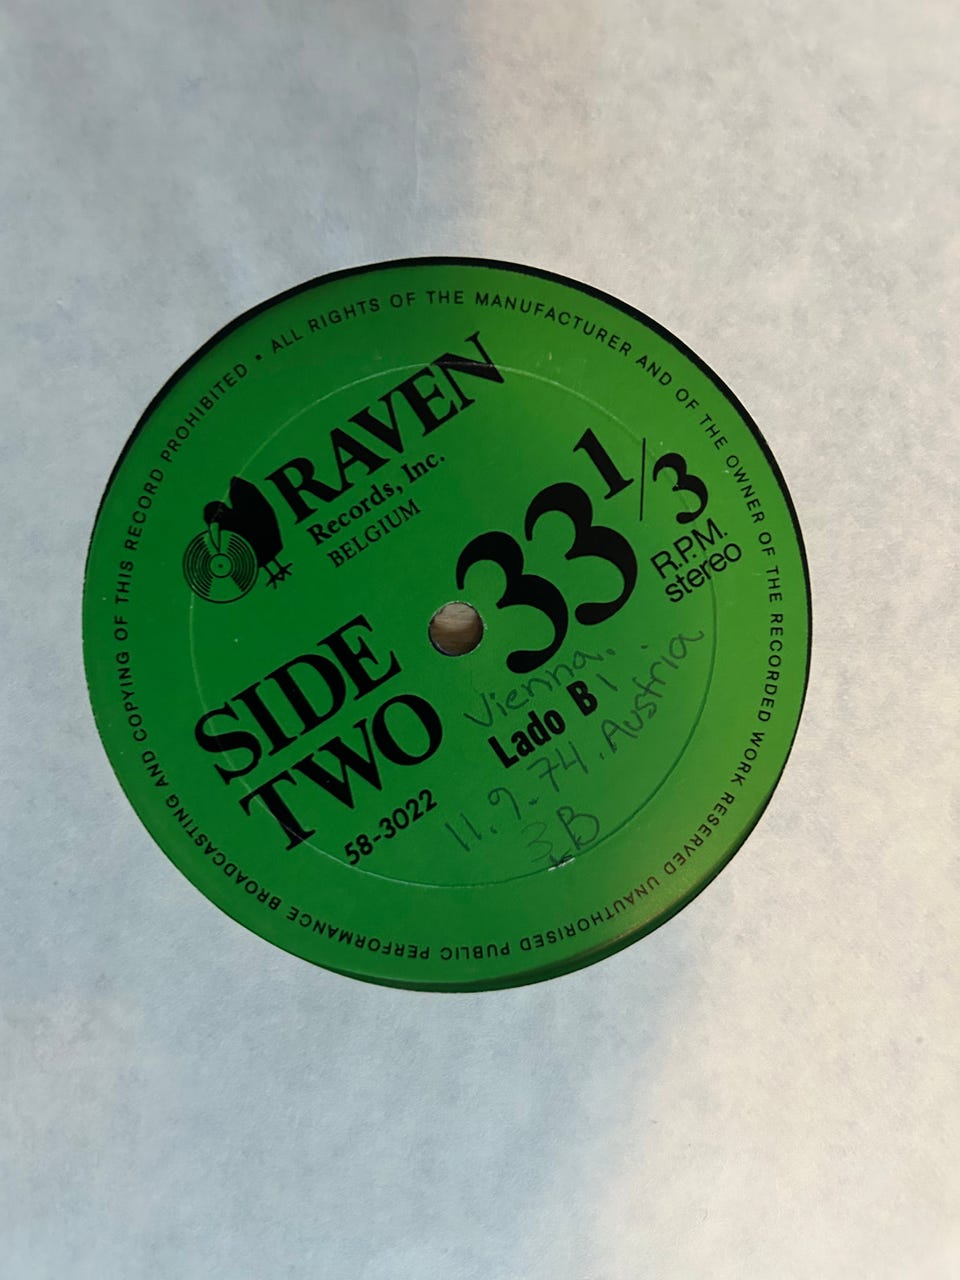 • ALL RIGHTS OF THE MANUFACTURER AND OF THE OWNER OF THE RECORDED WORK RESERVED UNAUTHORISED PUBLIC PERFORMANCE BROADCASTING AND COPYING OF THIS RECORD PROHIBITED
RAVEN
Records, Inc.
BELGIUM
33 1/3
R.P.M.
stereo
SIDE
TWO
58-3022
Vienna.
Lado B
11.9.74. Austria
3B